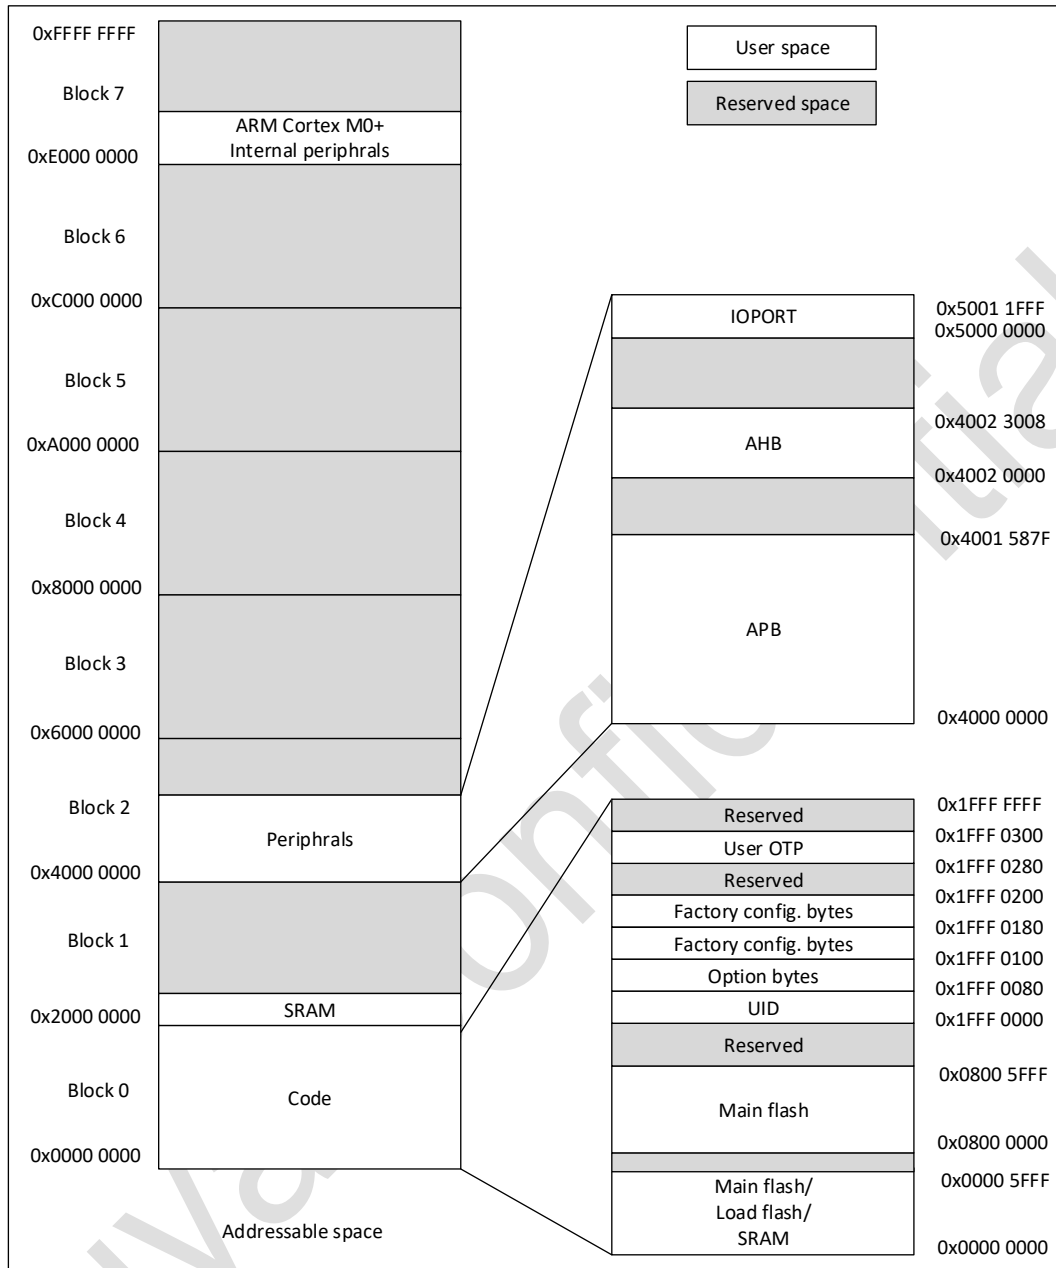 0xFFFF FFFF
Block 7
ARM Cortex M0+
Internal periphrals
0xE000 0000
Block 6
0xC000 0000
Block 5
0xA000 0000
Block 4
0x8000 0000
Block 3
0x6000 0000
Block 2
Periphrals
0x4000 0000
Block 1
SRAM
0x2000 0000
Block 0
Code
0x0000 0000
Addressable space
User space
Reserved space
IOPORT
0x5001 1FFF
0x5000 0000
0x4002 3008
AHB
0x4002 0000
0x4001 587F
APB
0x4000 0000
0x1FFF FFFF
Reserved
0x1FFF 0300
User OTP
0x1FFF 0280
Reserved
0x1FFF 0200
Factory config. bytes
0x1FFF 0180
Factory config. bytes
0x1FFF 0100
Option bytes
0x1FFF 0080
UID
0x1FFF 0000
Reserved
0x0800 5FFF
Main flash
0x0800 0000
0x0000 5FFF
Main flash/
Load flash/
SRAM
0x0000 0000